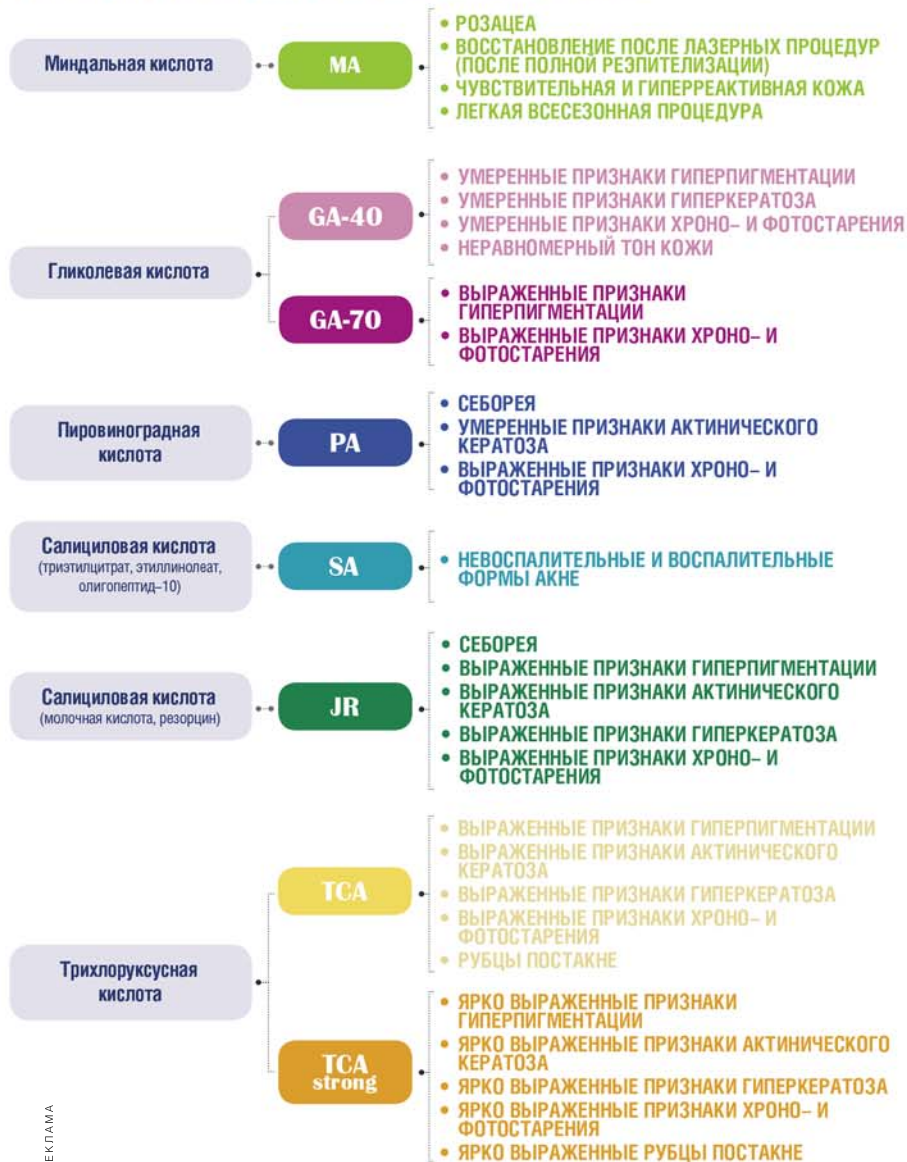 Миндальная кислота
MA
• РОЗАЦЕА
• ВОССТАНОВЛЕНИЕ ПОСЛЕ ЛАЗЕРНЫХ ПРОЦЕДУР
(ПОСЛЕ ПОЛНОЙ РЕЭПИТЕЛИЗАЦИИ)
• ЧУВСТВИТЕЛЬНАЯ И ГИПЕРРЕАКТИВНАЯ КОЖА
• ЛЕГКАЯ ВСЕСЕЗОННАЯ ПРОЦЕДУРА
Гликолевая кислота
GA-40
• УМЕРЕННЫЕ ПРИЗНАКИ ГИПЕРПИГМЕНТАЦИИ
• УМЕРЕННЫЕ ПРИЗНАКИ ГИПЕРКЕРАТОЗА
• УМЕРЕННЫЕ ПРИЗНАКИ ХРОНО– И ФОТОСТАРЕНИЯ
• НЕРАВНОМЕРНЫЙ ТОН КОЖИ
GA-70
• ВЫРАЖЕННЫЕ ПРИЗНАКИ
ГИПЕРПИГМЕНТАЦИИ
• ВЫРАЖЕННЫЕ ПРИЗНАКИ ХРОНО– И
ФОТОСТАРЕНИЯ
Пировиноградная
кислота
PA
• СЕБОРЕЯ
• УМЕРЕННЫЕ ПРИЗНАКИ АКТИНИЧЕСКОГО
КЕРАТОЗА
• ВЫРАЖЕННЫЕ ПРИЗНАКИ ХРОНО– И
ФОТОСТАРЕНИЯ
Салициловая кислота
(триэтилцитрат, этиллинолеат,
олигопептид–10)
SA
• НЕВОСПАЛИТЕЛЬНЫЕ И ВОСПАЛИТЕЛЬНЫЕ
ФОРМЫ АКНЕ
Салициловая кислота
(молочная кислота, резорцин)
JR
• СЕБОРЕЯ
• ВЫРАЖЕННЫЕ ПРИЗНАКИ ГИПЕРПИГМЕНТАЦИИ
• ВЫРАЖЕННЫЕ ПРИЗНАКИ АКТИНИЧЕСКОГО
КЕРАТОЗА
• ВЫРАЖЕННЫЕ ПРИЗНАКИ ГИПЕРКЕРАТОЗА
• ВЫРАЖЕННЫЕ ПРИЗНАКИ ХРОНО– И
ФОТОСТАРЕНИЯ
Трихлоруксусная
кислота
TCA
• ВЫРАЖЕННЫЕ ПРИЗНАКИ ГИПЕРПИГМЕНТАЦИИ
• ВЫРАЖЕННЫЕ ПРИЗНАКИ АКТИНИЧЕСКОГО
КЕРАТОЗА
• ВЫРАЖЕННЫЕ ПРИЗНАКИ ГИПЕРКЕРАТОЗА
• ВЫРАЖЕННЫЕ ПРИЗНАКИ ХРОНО– И
ФОТОСТАРЕНИЯ
• РУБЦЫ ПОСТАКНЕ
TCA
strong
• ЯРКО ВЫРАЖЕННЫЕ ПРИЗНАКИ
ГИПЕРПИГМЕНТАЦИИ
• ЯРКО ВЫРАЖЕННЫЕ ПРИЗНАКИ АКТИНИЧЕСКОГО
КЕРАТОЗА
• ЯРКО ВЫРАЖЕННЫЕ ПРИЗНАКИ ГИПЕРКЕРАТОЗА
• ЯРКО ВЫРАЖЕННЫЕ ПРИЗНАКИ ХРОНО– И
ФОТОСТАРЕНИЯ
• ЯРКО ВЫРАЖЕННЫЕ РУБЦЫ ПОСТАКНЕ
ЕКЛАМА